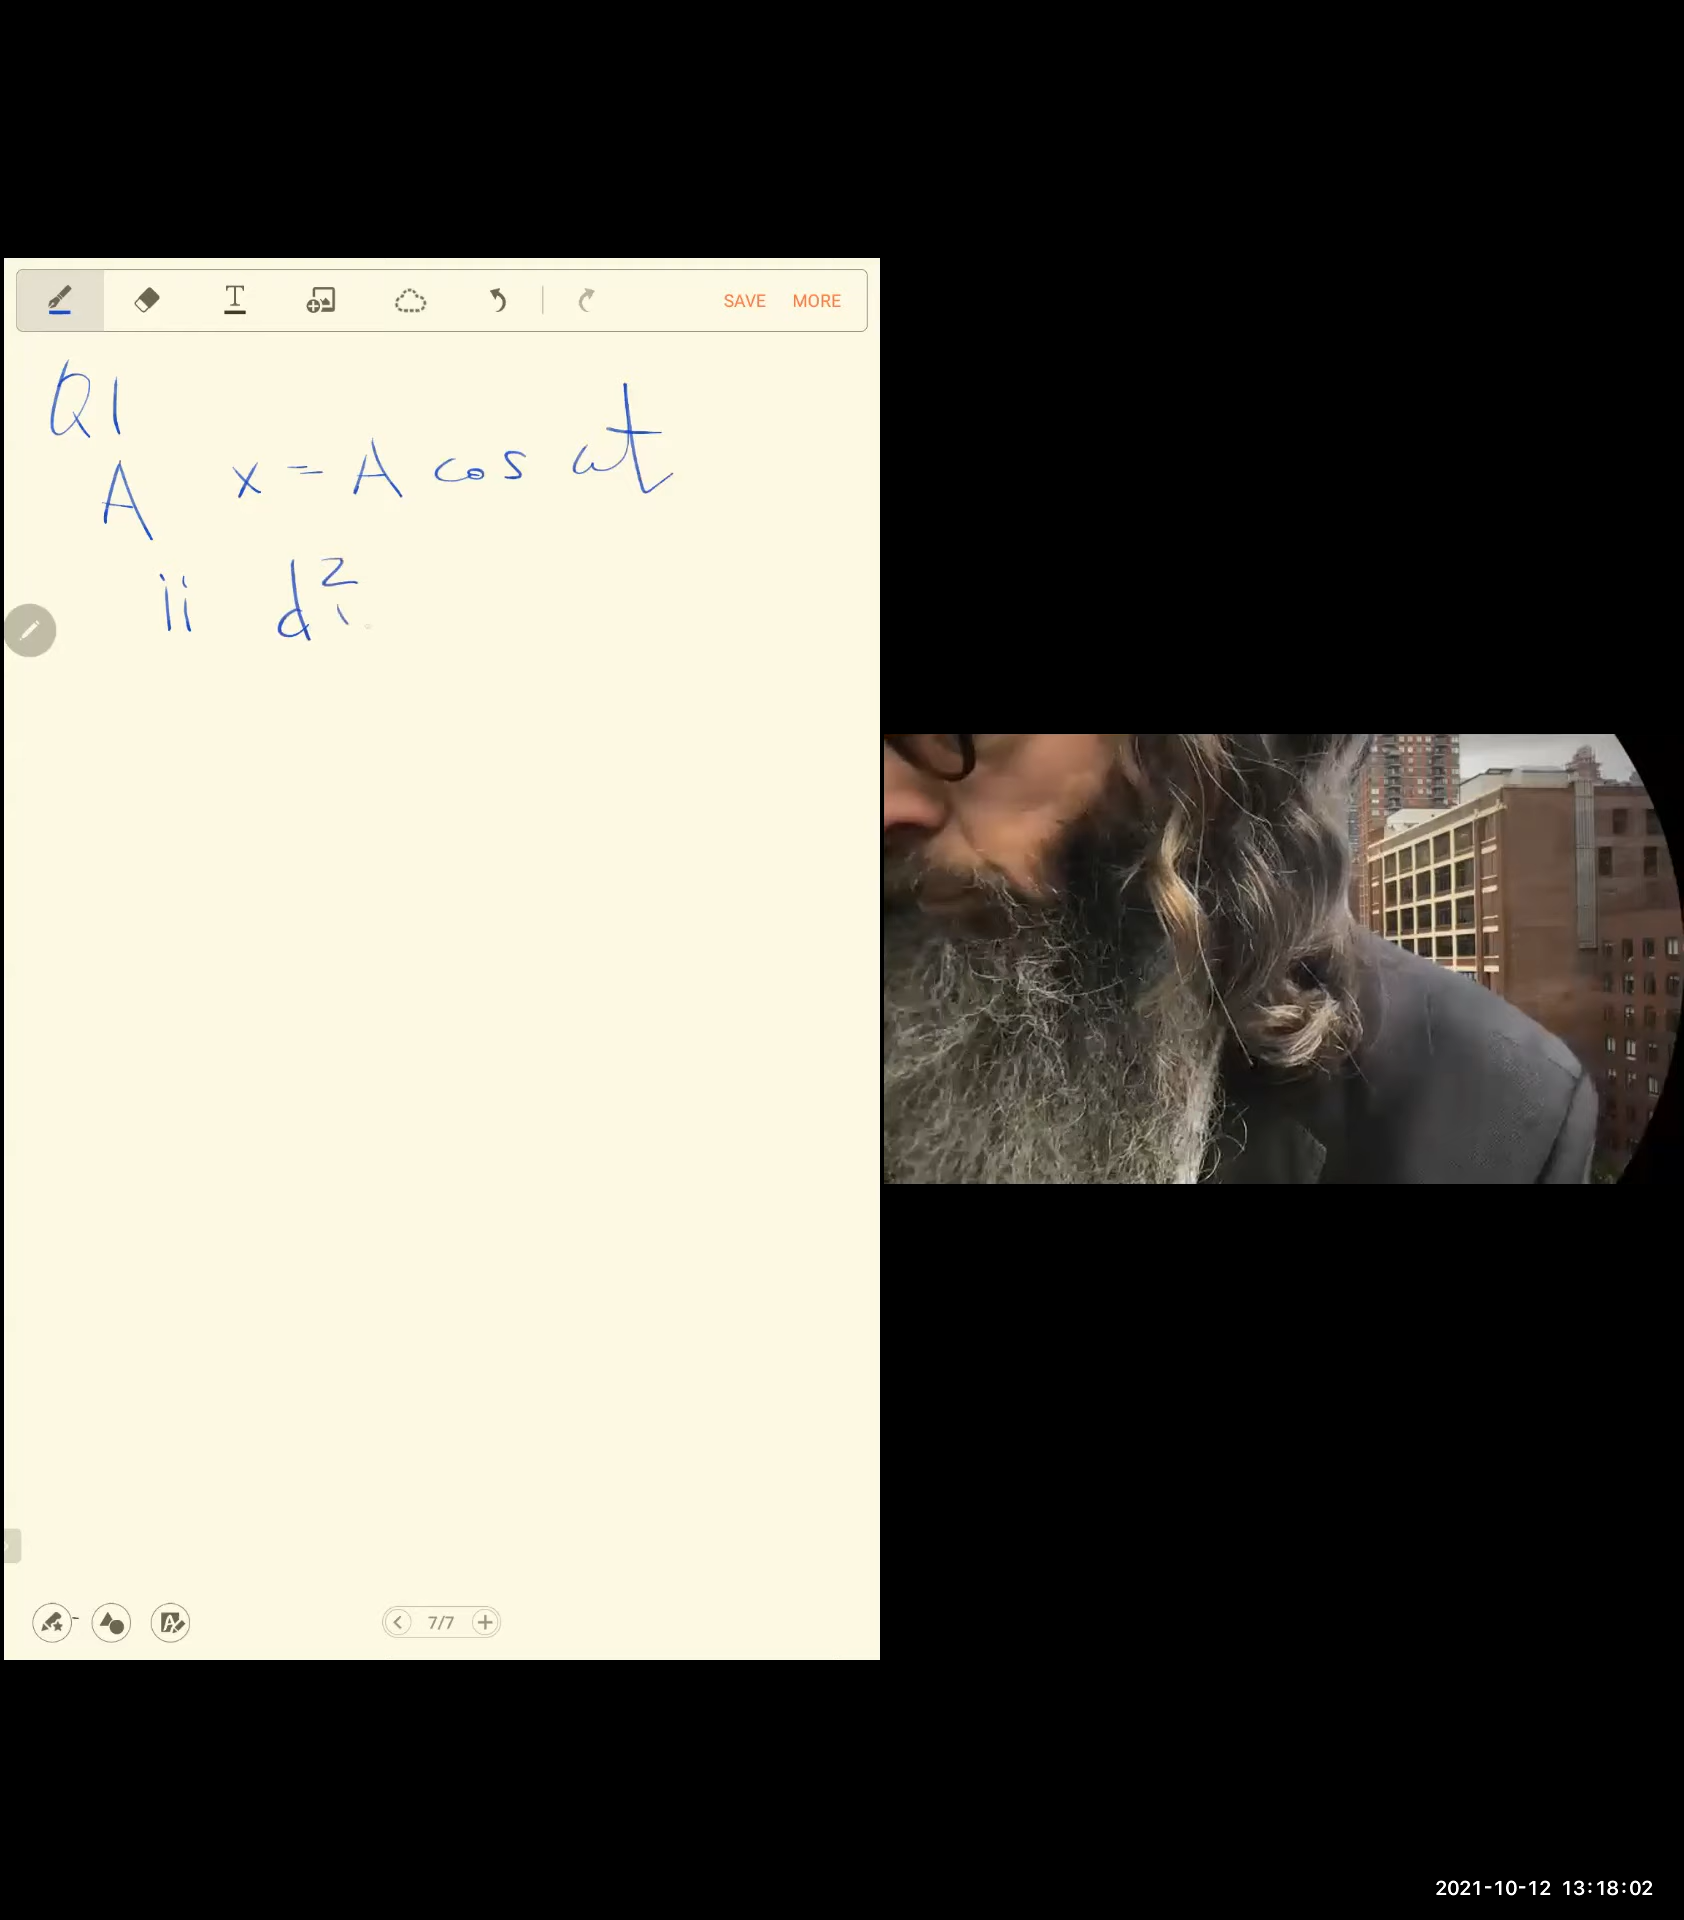 T SAVE MORE
Q1
A x = A cos ωt
ii d²
7/7
2021-10-12 13:18:02